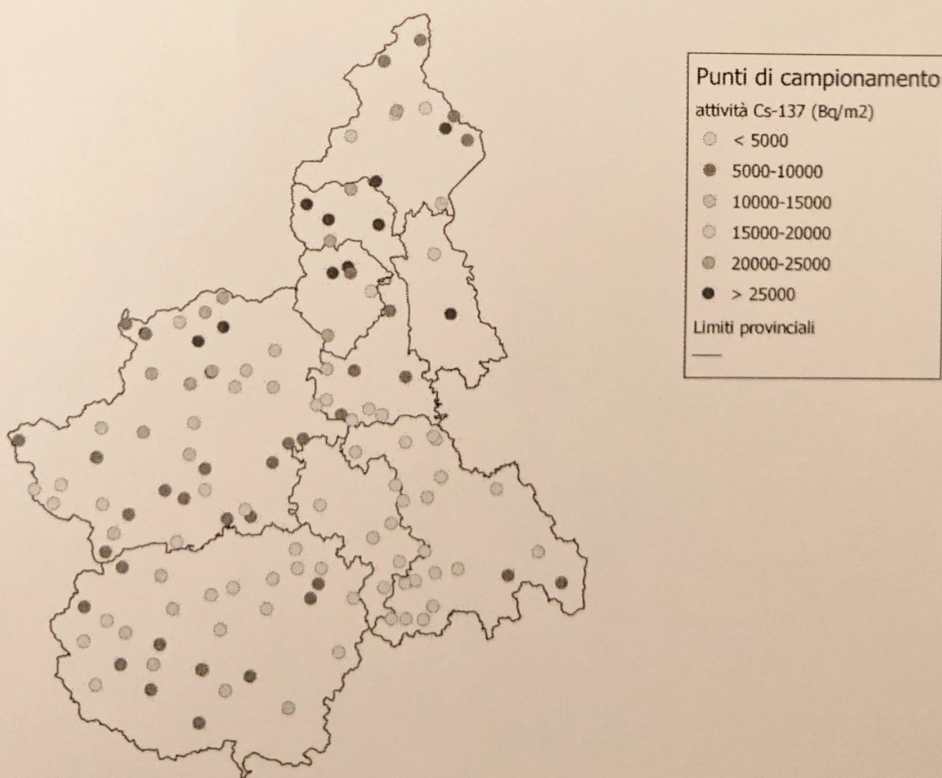 Punti di campionamento
attività Cs-137 (Bq/m2)
< 5000
5000-10000
10000-15000
15000-20000
20000-25000
> 25000
Limiti provinciali